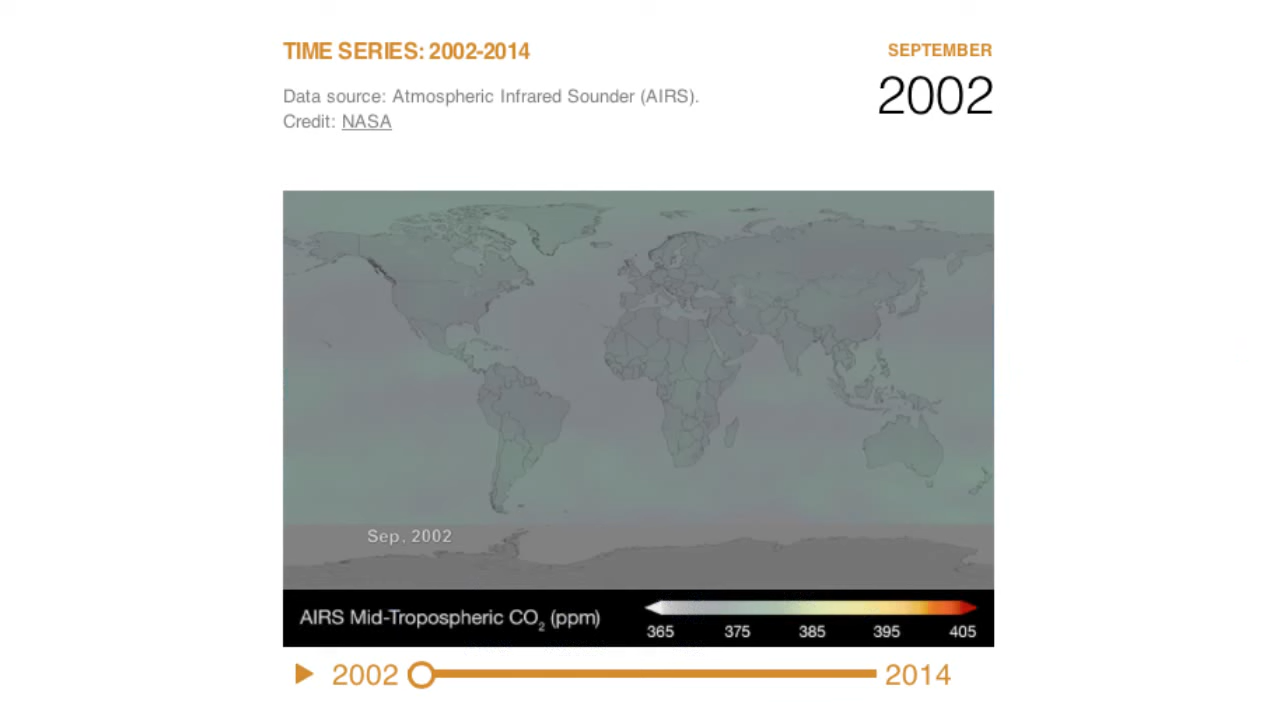 TIME SERIES: 2002-2014
SEPTEMBER
2002
Data source: Atmospheric Infrared Sounder (AIRS).
Credit: NASA
Sep, 2002
AIRS Mid-Tropospheric CO₂ (ppm)
365 375 385 395 405
2002 2014